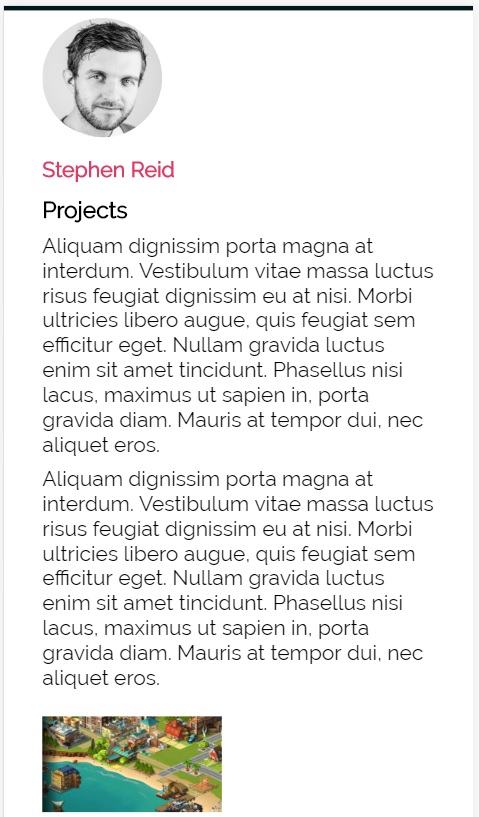 Stephen Reid
Projects
Aliquam dignissim porta magna at
interdum. Vestibulum vitae massa luctus
risus feugiat dignissim eu at nisi. Morbi
ultricies libero augue, quis feugiat sem
efficitur eget. Nullam gravida luctus
enim sit amet tincidunt. Phasellus nisi
lacus, maximus ut sapien in, porta
gravida diam. Mauris at tempor dui, nec
aliquet eros.
Aliquam dignissim porta magna at
interdum. Vestibulum vitae massa luctus
risus feugiat dignissim eu at nisi. Morbi
ultricies libero augue, quis feugiat sem
efficitur eget. Nullam gravida luctus
enim sit amet tincidunt. Phasellus nisi
lacus, maximus ut sapien in, porta
gravida diam. Mauris at tempor dui, nec
aliquet eros.